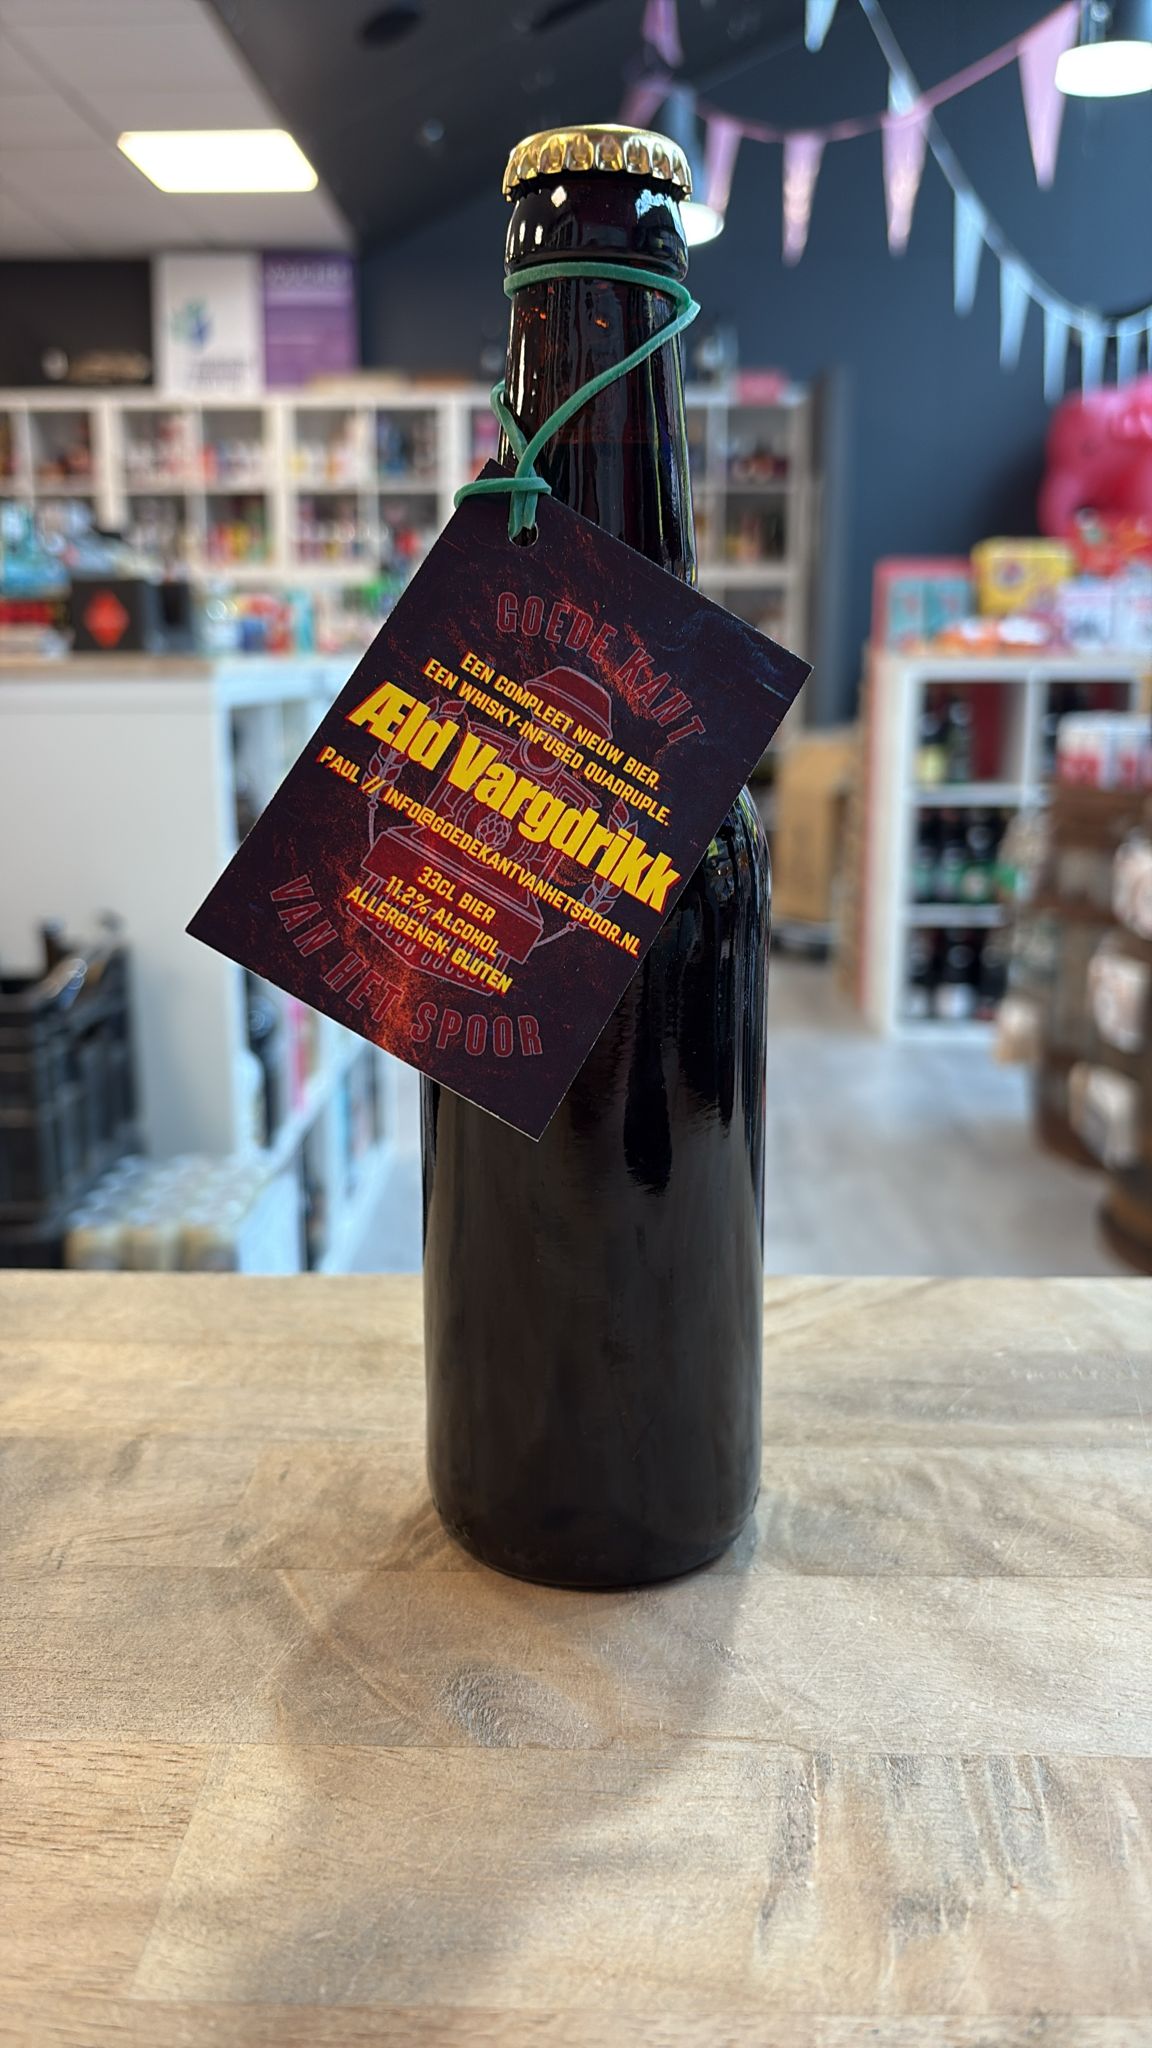 GOEDE KANT
EEN COMPLEET NIEUW BIER.
EEN WHISKY-INFUSED QUADRUPLE.
Æld Vargdrikk
PAUL // INFO@GOEDEKANTVANHETSPOOR.NL
33CL BIER
11.2% ALCOHOL
ALLERGENEN: GLUTEN
VAN HET SPOOR